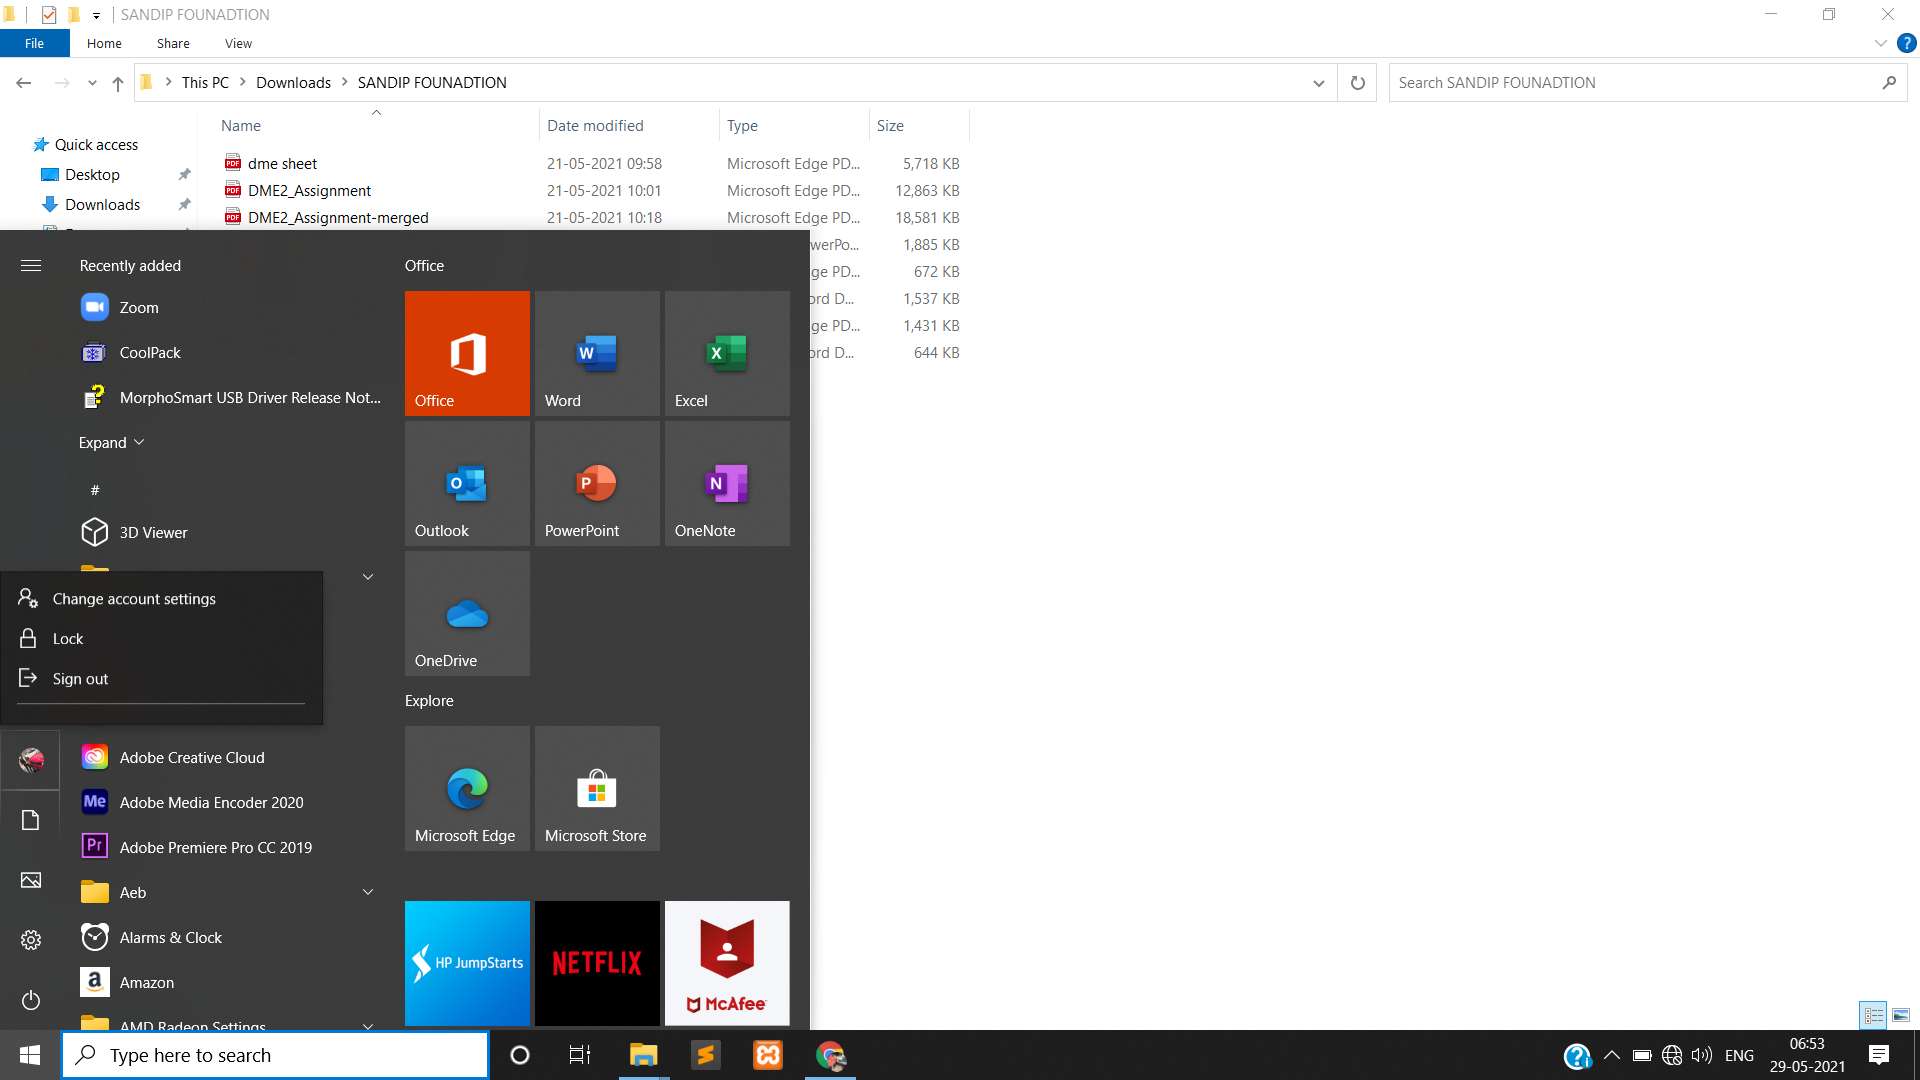 SANDIP FOUNADTION
File Home Share View
This PC Downloads SANDIP FOUNADTION
Search SANDIP FOUNADTION
Name Date modified Type Size
Quick access
Desktop
Downloads
dme sheet 21-05-2021 09:58 Microsoft Edge PD... 5,718 KB
DME2_Assignment 21-05-2021 10:01 Microsoft Edge PD... 12,863 KB
DME2_Assignment-merged 21-05-2021 10:18 Microsoft Edge PD... 18,581 KB
werPo... 1,885 KB
ge PD... 672 KB
ord D... 1,537 KB
ge PD... 1,431 KB
ord D... 644 KB
Recently added
Zoom
CoolPack
MorphoSmart USB Driver Release Not...
Expand
#
3D Viewer
Change account settings
Lock
Sign out
Adobe Creative Cloud
Me Adobe Media Encoder 2020
Pr Adobe Premiere Pro CC 2019
Aeb
Alarms & Clock
a Amazon
AMD Radeon Settings
Office
Office
W Word
X Excel
O Outlook
P PowerPoint
N OneNote
OneDrive
Explore
Microsoft Edge
Microsoft Store
HP JumpStarts
NETFLIX
McAfee
Type here to search
ENG
06:53
29-05-2021